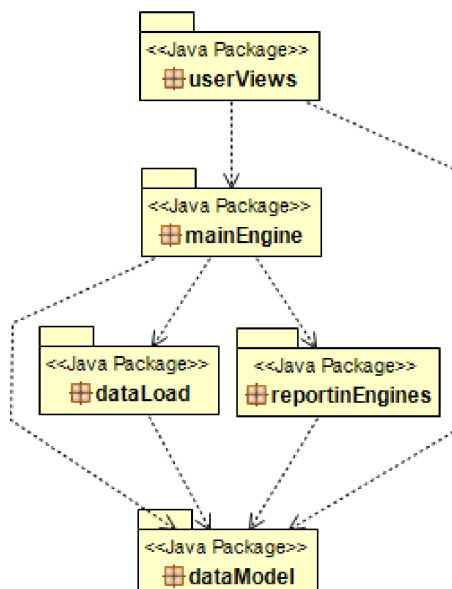 <<Java Package>>
userViews
<<Java Package>>
mainEngine
<<Java Package>>
dataLoad
<<Java Package>>
reportinEngines
<<Java Package>>
dataModel